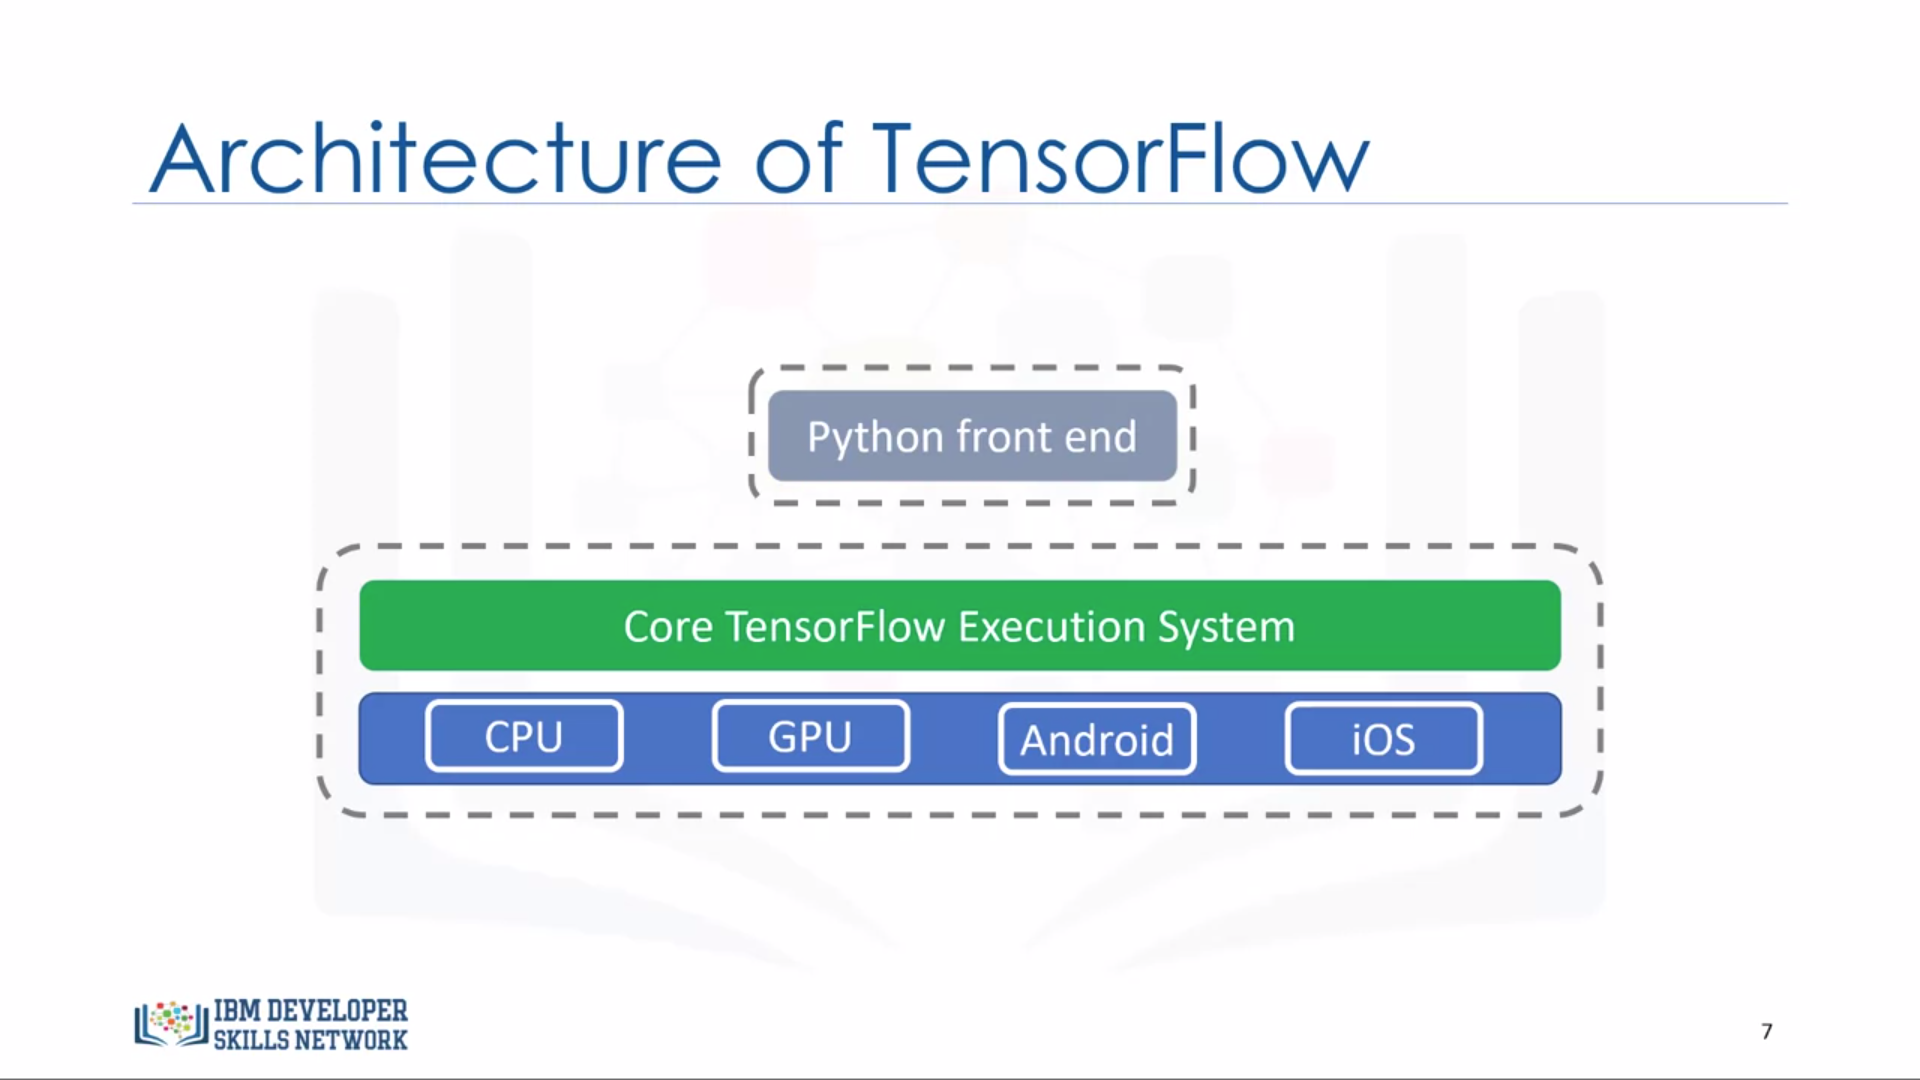 Architecture of TensorFlow
Python front end
Core TensorFlow Execution System
CPU
GPU
Android
iOS
IBM DEVELOPER
SKILLS NETWORK
7